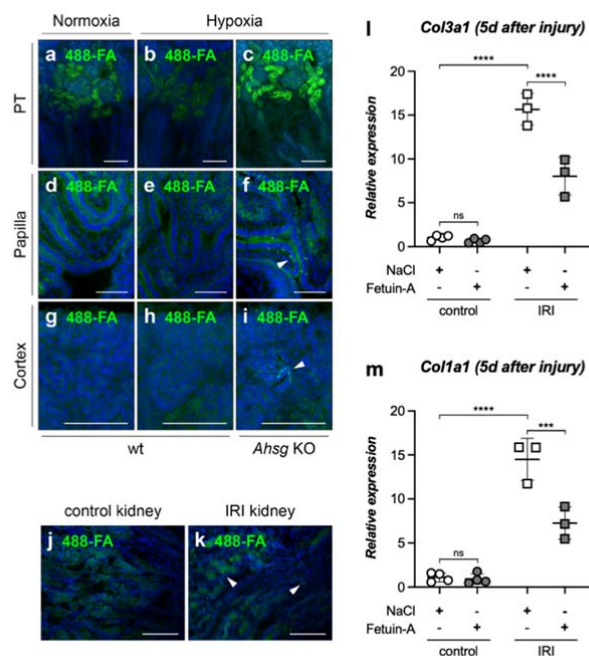 Normoxia Hypoxia
a 488-FA b 488-FA c 488-FA
PT
d 488-FA e 488-FA f 488-FA
Papilla
g 488-FA h 488-FA i 488-FA
Cortex
wt Ahsg KO
control kidney IRI kidney
j 488-FA k 488-FA
l Col3a1 (5d after injury)
****
****
20
15
10
5
0
Relative expression
ns
NaCl + - + -
Fetuin-A - + - +
control IRI
m Col1a1 (5d after injury)
****
***
20
15
10
5
0
Relative expression
ns
NaCl + - + -
Fetuin-A - + - +
control IRI